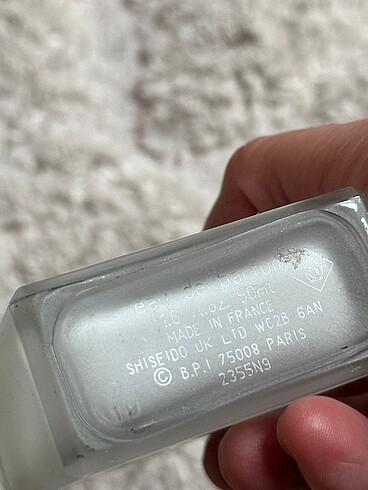 eau de parfum
1.6 fl.oz. 50ml
MADE IN FRANCE
SHISEIDO UK LTD WC2B 6AN
© B.P.I 75008 PARIS
2355N9